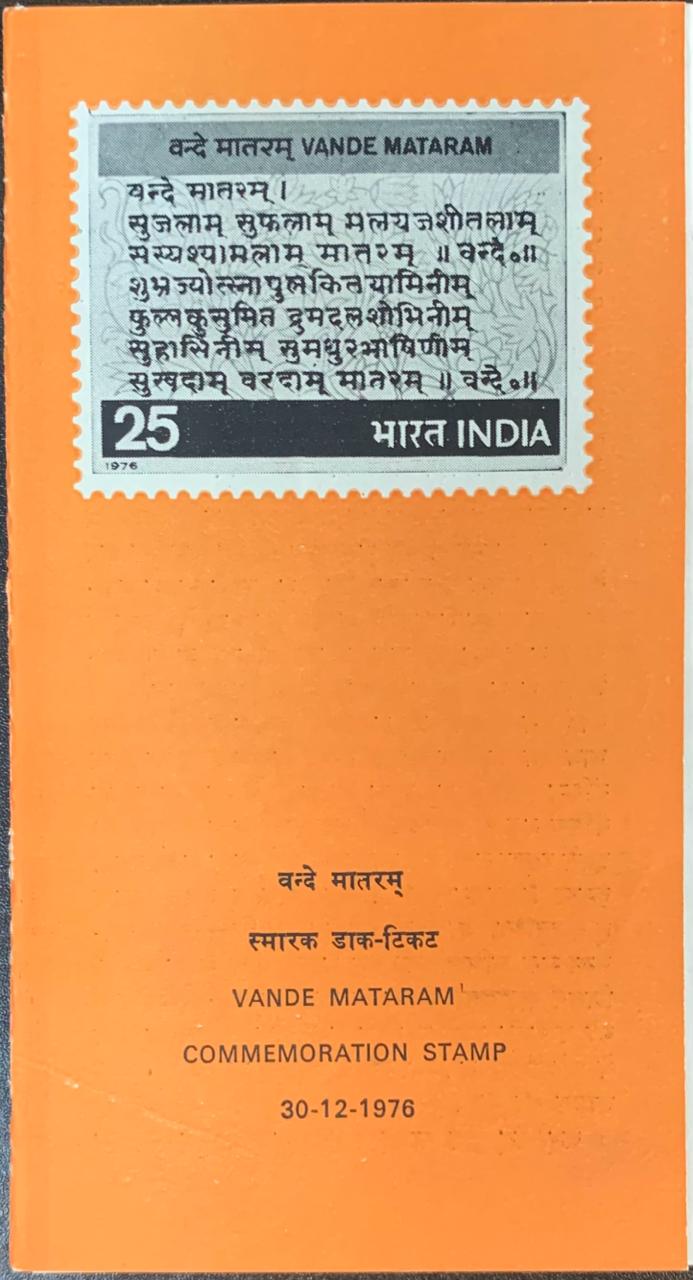 वन्दे मातरम् VANDE MATARAM
वन्दे मातरम् ।
सुजलाम् सुफलाम् मलयजशीतलाम्
सस्यश्यामलाम् मातरम् ॥ वन्दे॰॥
शुभ्रज्योत्स्नापुलकितयामिनीम्
फुल्लकुसुमित द्रुमदलशोभिनीम्
सुहासिनीम् सुमधुरभाषिणीम्
सुखदाम् वरदाम् मातरम् ॥ वन्दे॰॥
25 भारत INDIA
1976
वन्दे मातरम्
स्मारक डाक-टिकट
VANDE MATARAM
COMMEMORATION STAMP
30-12-1976